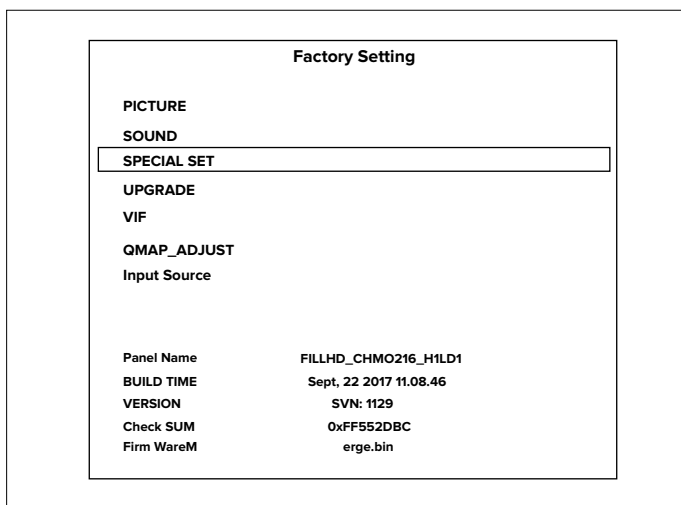 Factory Setting
PICTURE
SOUND
SPECIAL SET
UPGRADE
VIF
QMAP_ADJUST
Input Source
Panel Name FILLHD_CHMO216_H1LD1
BUILD TIME Sept, 22 2017 11.08.46
VERSION SVN: 1129
Check SUM 0xFF552DBC
Firm WareM erge.bin